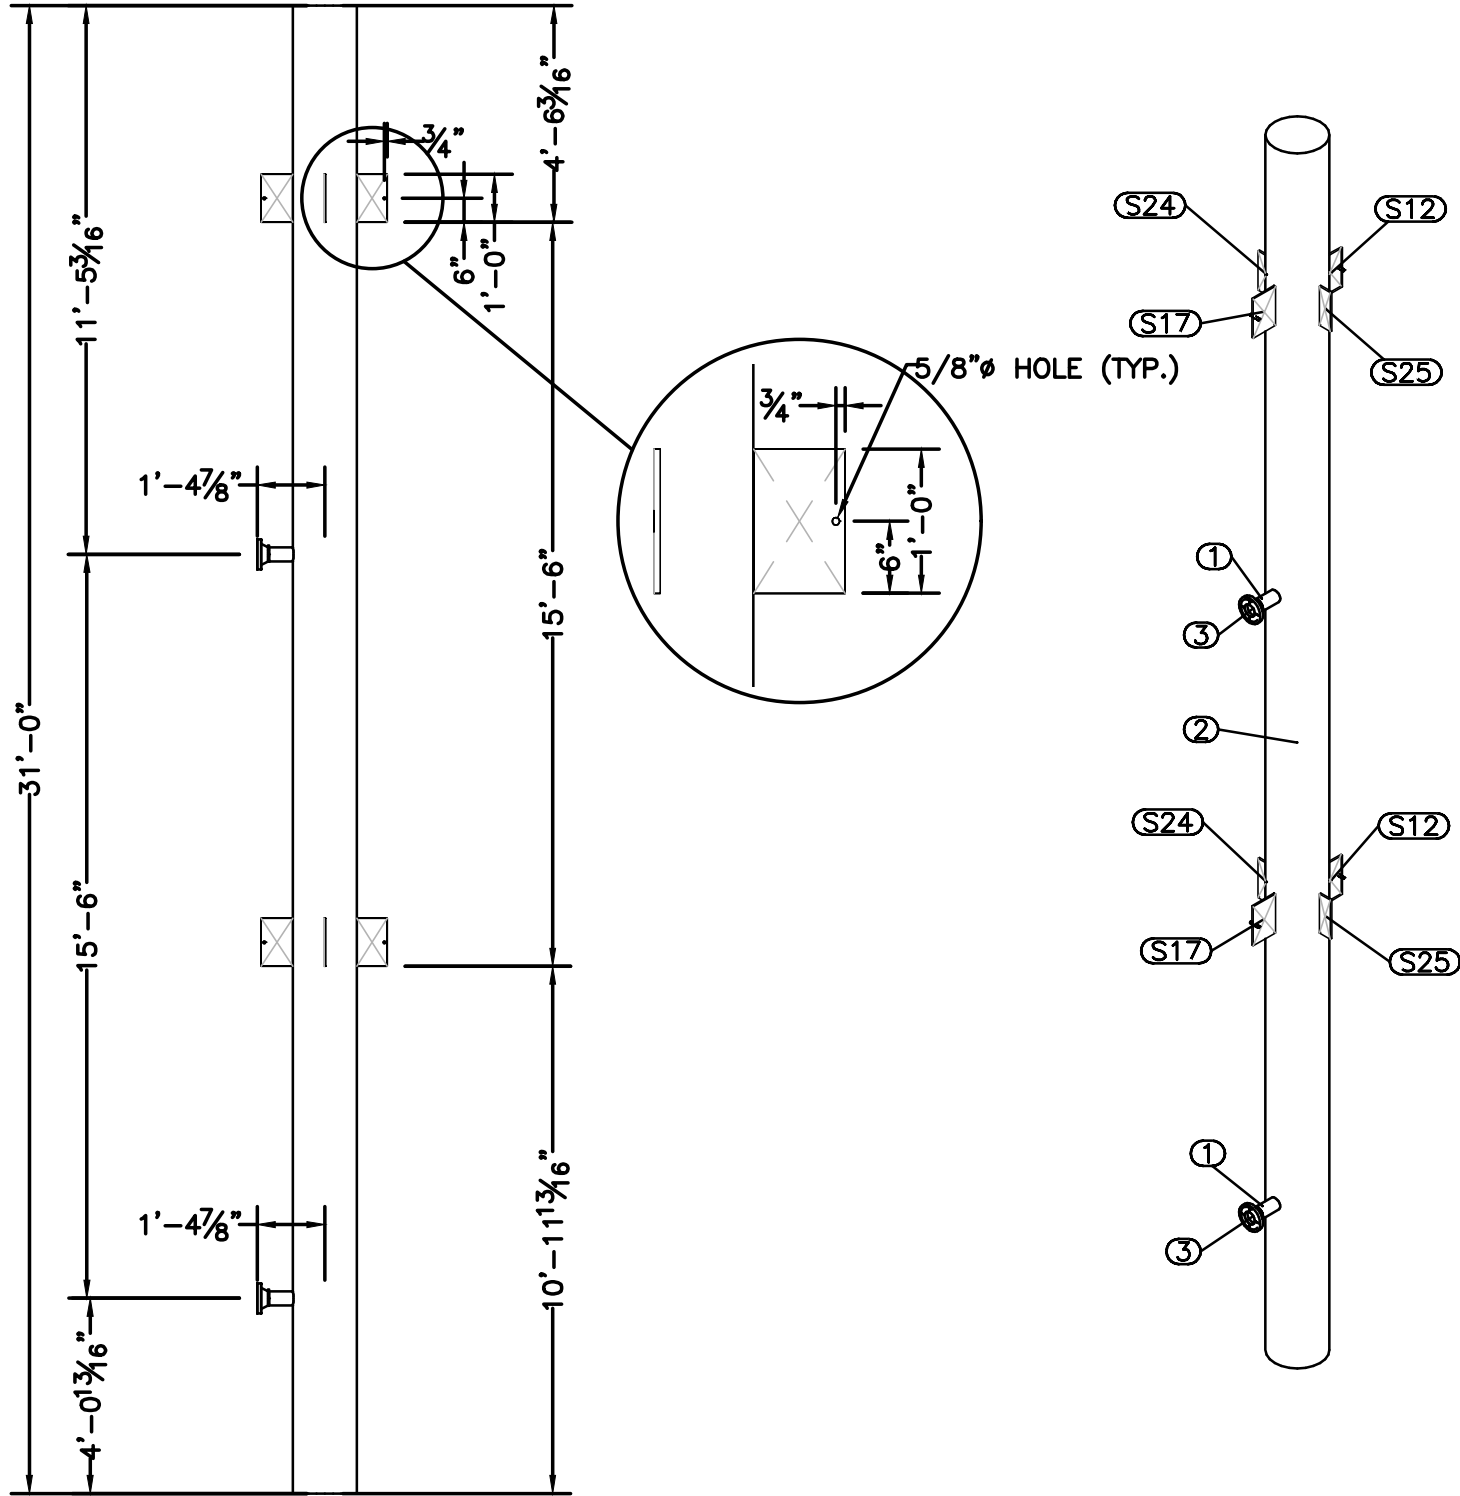 31'-0"
11'-5 3/16"
15'-6"
4'-0 13/16"
1'-4 7/8"
1'-4 7/8"
3/4"
6"
1'-0"
4'-6 3/16"
15'-6"
10'-11 13/16"
3/4"
5/8"ø HOLE (TYP.)
6"
1'-0"
S24
S12
S17
S25
1
3
2
S24
S12
S17
S25
1
3